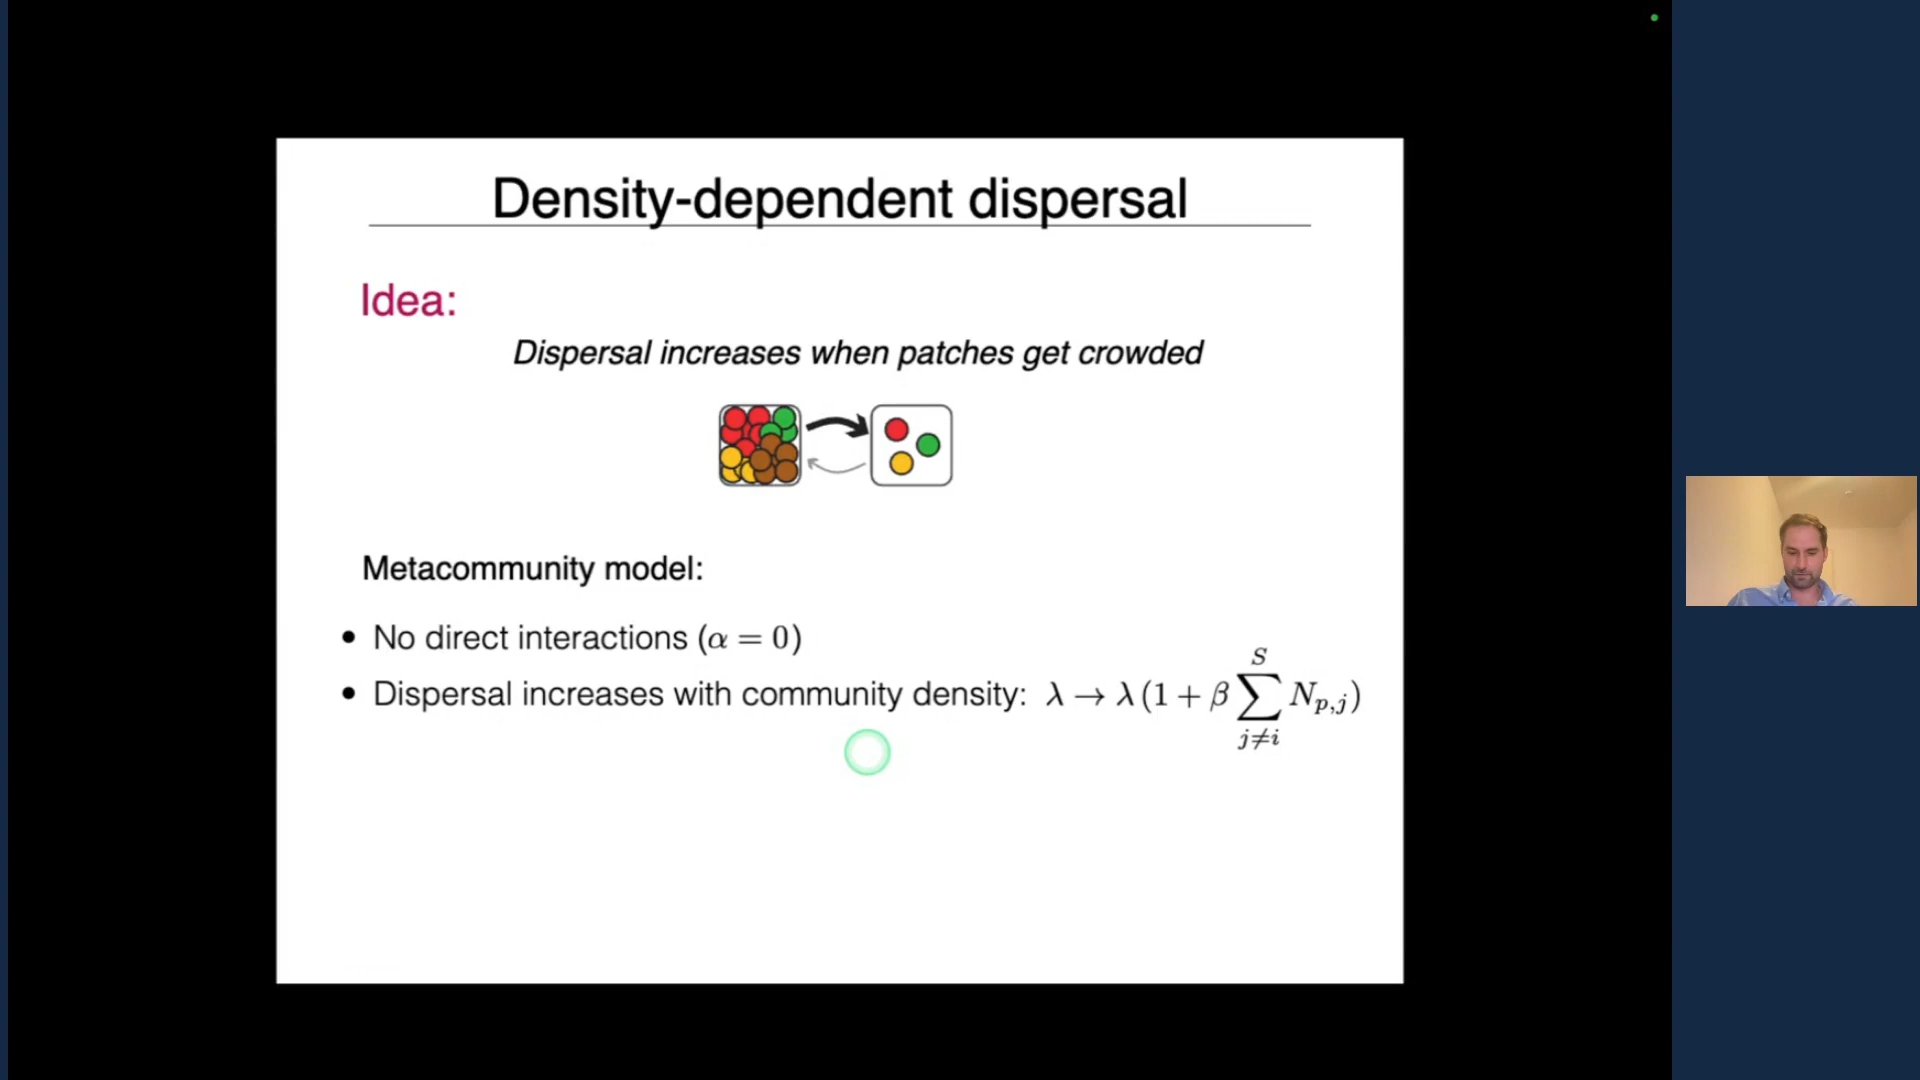 Density-dependent dispersal
Idea:
Dispersal increases when patches get crowded
Metacommunity model:
• No direct interactions (α = 0)
• Dispersal increases with community density: λ → λ(1 + β ∑_{j≠i}^{S} N_{p,j})